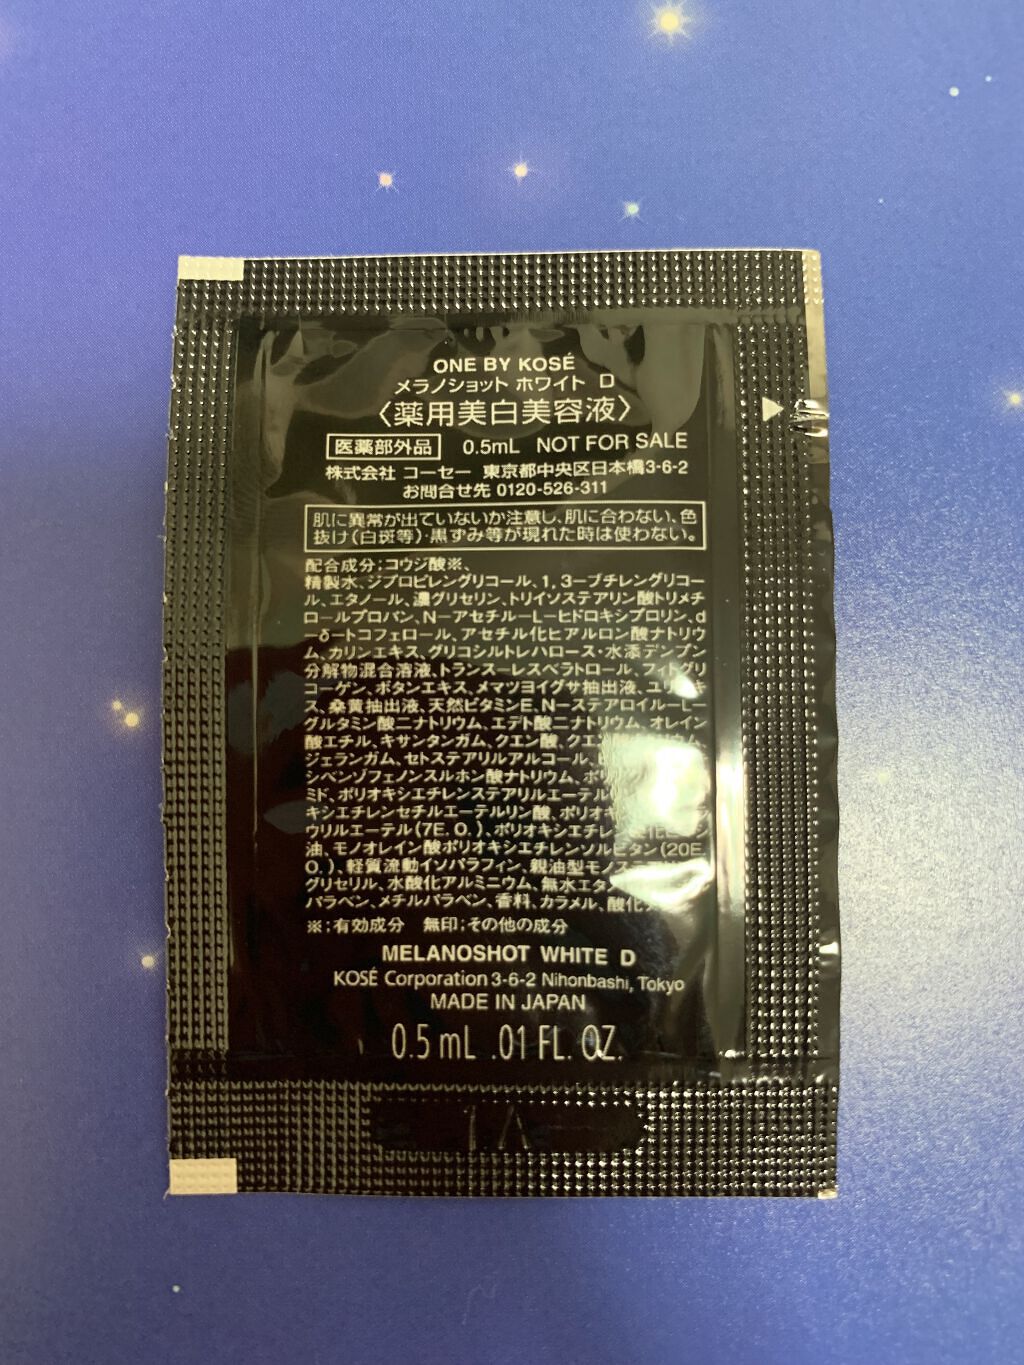 ONE BY KOSÉ
メラノショット ホワイト D
〈薬用美白美容液〉
医薬部外品 0.5mL NOT FOR SALE
株式会社 コーセー 東京都中央区日本橋3-6-2
お問合せ先 0120-526-311
肌に異常が出ていないか注意し、肌に合わない、色
抜け(白斑等)・黒ずみ等が現れた時は使わない。
配合成分;コウジ酸※、
精製水、ジプロピレングリコール、1,3-ブチレングリコー
ル、エタノール、濃グリセリン、トリイソステアリン酸トリメチ
ロールプロパン、N-アセチル-L-ヒドロキシプロリン、d
-δ-トコフェロール、アセチル化ヒアルロン酸ナトリウ
ム、カリンエキス、グリコシルトレハロース・水添デンプン
分解物混合溶液、トランス-レスベラトロール、フィトグリ
コーゲン、ボタンエキス、メマツヨイグサ抽出液、ユリ
ス、桑黄抽出液、天然ビタミンE、N-ステアロイル-L-
グルタミン酸二ナトリウム、エデト酸二ナトリウム、オレイン
酸エチル、キサンタンガム、クエン酸、クエン
ジェランガム、セトステアリルアルコール、
シベンゾフェノンスルホン酸ナトリウム、
ミド、ポリオキシエチレンステアリルエーテル
キシエチレンセチルエーテルリン酸、ポリオキ
ウリルエーテル(7E.O.)、ポリオキシエチレ
油、モノオレイン酸ポリオキシエチレンソルビタン(20E.
O.)、軽質流動イソパラフィン、親油型モノステアリン
グリセリル、水酸化アルミニウム、無水エタ
パラベン、メチルパラベン、香料、カラメル、酸化
※;有効成分 無印;その他の成分
MELANOSHOT WHITE D
KOSÉ Corporation 3-6-2 Nihonbashi, Tokyo
MADE IN JAPAN
0.5 mL .01 FL. OZ.